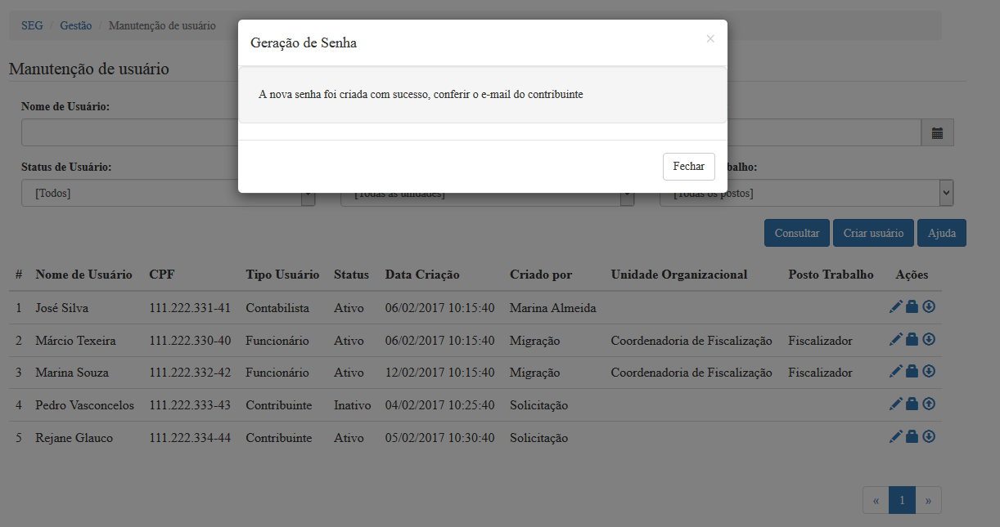 SEG / Gestão / Manutenção de usuário
Geração de Senha ×
Manutenção de usuário
A nova senha foi criada com sucesso, conferir o e-mail do contribuinte
Nome de Usuário:
Fechar
Status de Usuário: balho:
[Todos] [Todas as unidades] [Todas os postos]
Consultar Criar usuário Ajuda
# Nome de Usuário CPF Tipo Usuário Status Data Criação Criado por Unidade Organizacional Posto Trabalho Ações
1 José Silva 111.222.331-41 Contabilista Ativo 06/02/2017 10:15:40 Marina Almeida
2 Márcio Texeira 111.222.330-40 Funcionário Ativo 06/02/2017 10:15:40 Migração Coordenadoria de Fiscalização Fiscalizador
3 Marina Souza 111.222.332-42 Funcionário Ativo 12/02/2017 10:15:40 Migração Coordenadoria de Fiscalização Fiscalizador
4 Pedro Vasconcelos 111.222.333-43 Contribuinte Inativo 04/02/2017 10:25:40 Solicitação
5 Rejane Glauco 111.222.334-44 Contribuinte Ativo 05/02/2017 10:30:40 Solicitação
« 1 »